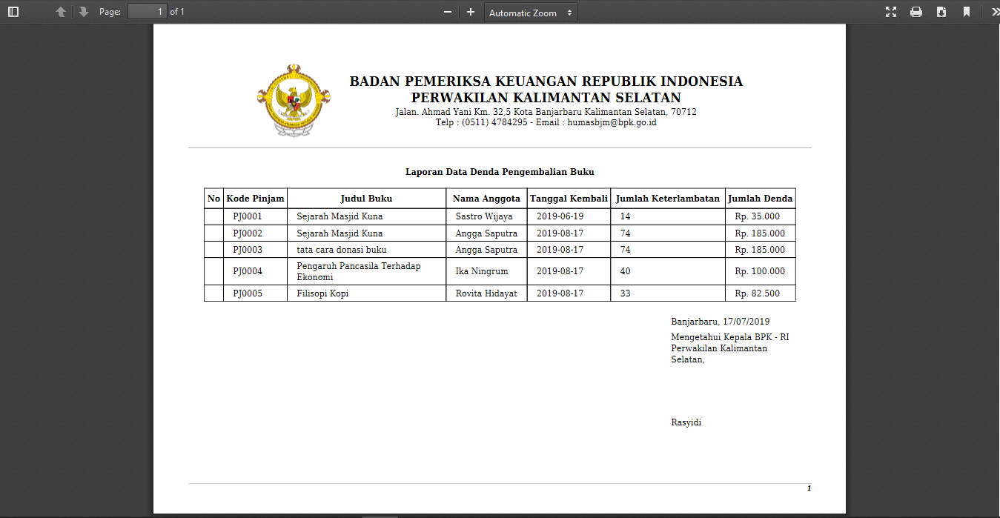 Page: 1 of 1 Automatic Zoom
BADAN PEMERIKSA KEUANGAN REPUBLIK INDONESIA
PERWAKILAN KALIMANTAN SELATAN
Jalan. Ahmad Yani Km. 32,5 Kota Banjarbaru Kalimantan Selatan, 70712
Telp : (0511) 4784295 - Email : humasbjm@bpk.go.id
Laporan Data Denda Pengembalian Buku
No Kode Pinjam Judul Buku Nama Anggota Tanggal Kembali Jumlah Keterlambatan Jumlah Denda
PJ0001 Sejarah Masjid Kuna Sastro Wijaya 2019-06-19 14 Rp. 35.000
PJ0002 Sejarah Masjid Kuna Angga Saputra 2019-08-17 74 Rp. 185.000
PJ0003 tata cara donasi buku Angga Saputra 2019-08-17 74 Rp. 185.000
PJ0004 Pengaruh Pancasila Terhadap
Ekonomi Ika Ningrum 2019-08-17 40 Rp. 100.000
PJ0005 Filisopi Kopi Rovita Hidayat 2019-08-17 33 Rp. 82.500
Banjarbaru, 17/07/2019
Mengetahui Kepala BPK - RI
Perwakilan Kalimantan
Selatan,
Rasyidi
1